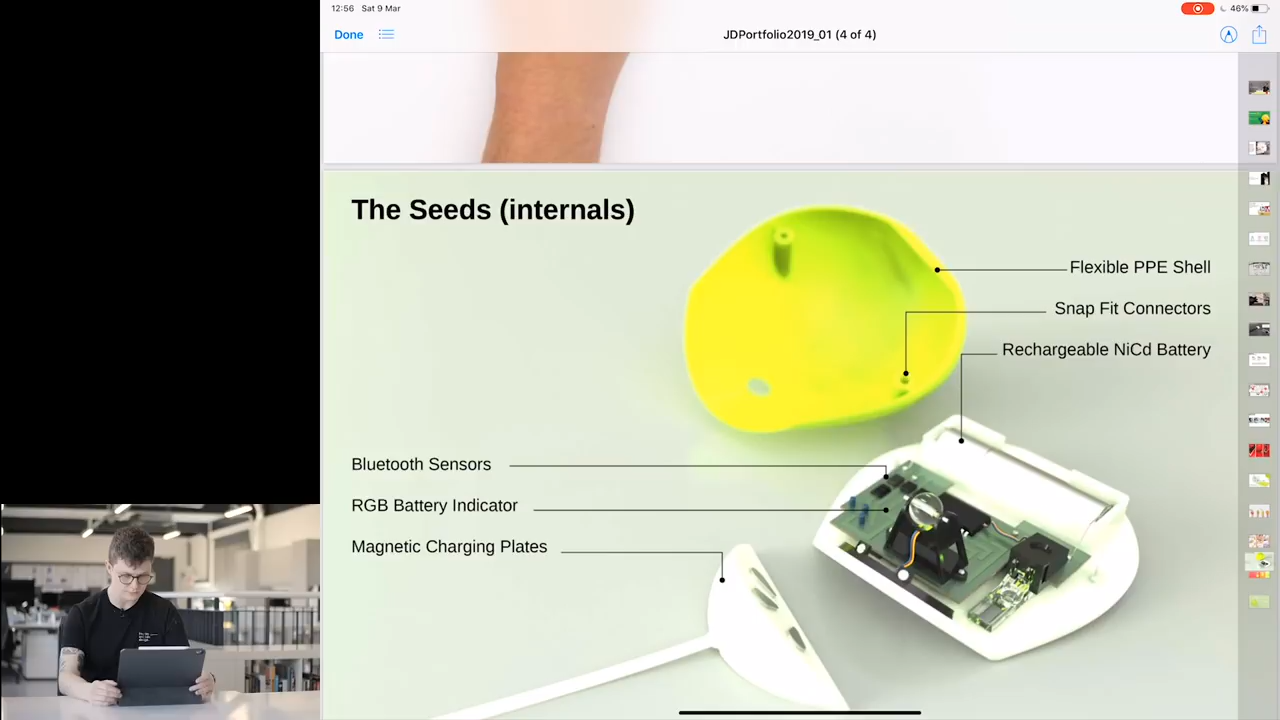 12:56 Sat 9 Mar
46%
Done
JDPortfolio2019_01 (4 of 4)
The Seeds (internals)
Flexible PPE Shell
Snap Fit Connectors
Rechargeable NiCd Battery
Bluetooth Sensors
RGB Battery Indicator
Magnetic Charging Plates